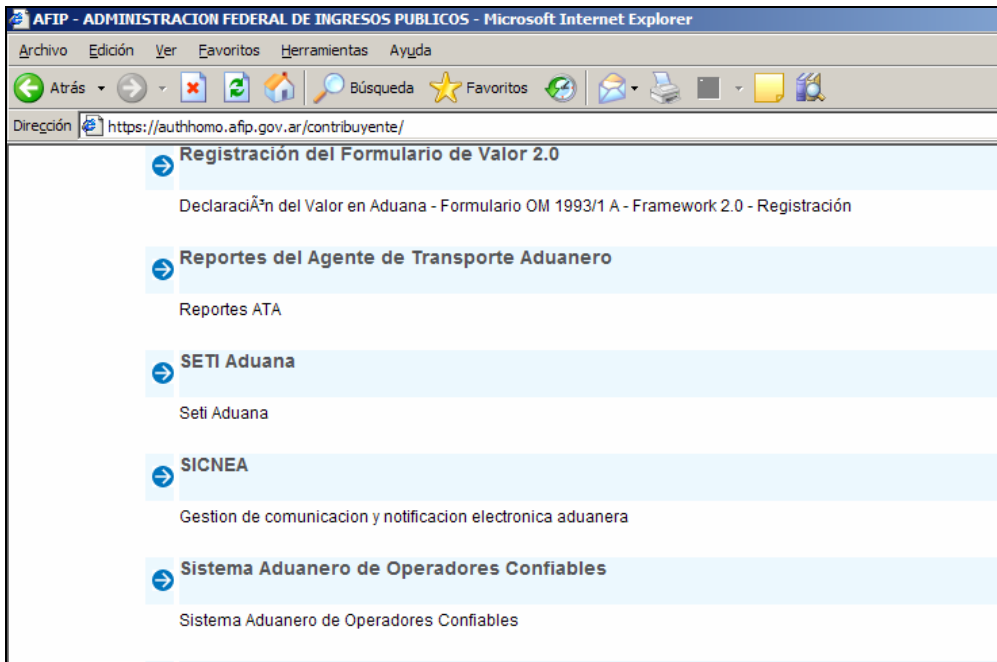 AFIP - ADMINISTRACION FEDERAL DE INGRESOS PUBLICOS - Microsoft Internet Explorer
Archivo Edición Ver Favoritos Herramientas Ayuda
Atrás Búsqueda Favoritos
Dirección https://authhomo.afip.gov.ar/contribuyente/
Registración del Formulario de Valor 2.0
DeclaraciÃ³n del Valor en Aduana - Formulario OM 1993/1 A - Framework 2.0 - Registración
Reportes del Agente de Transporte Aduanero
Reportes ATA
SETI Aduana
Seti Aduana
SICNEA
Gestion de comunicacion y notificacion electronica aduanera
Sistema Aduanero de Operadores Confiables
Sistema Aduanero de Operadores Confiables